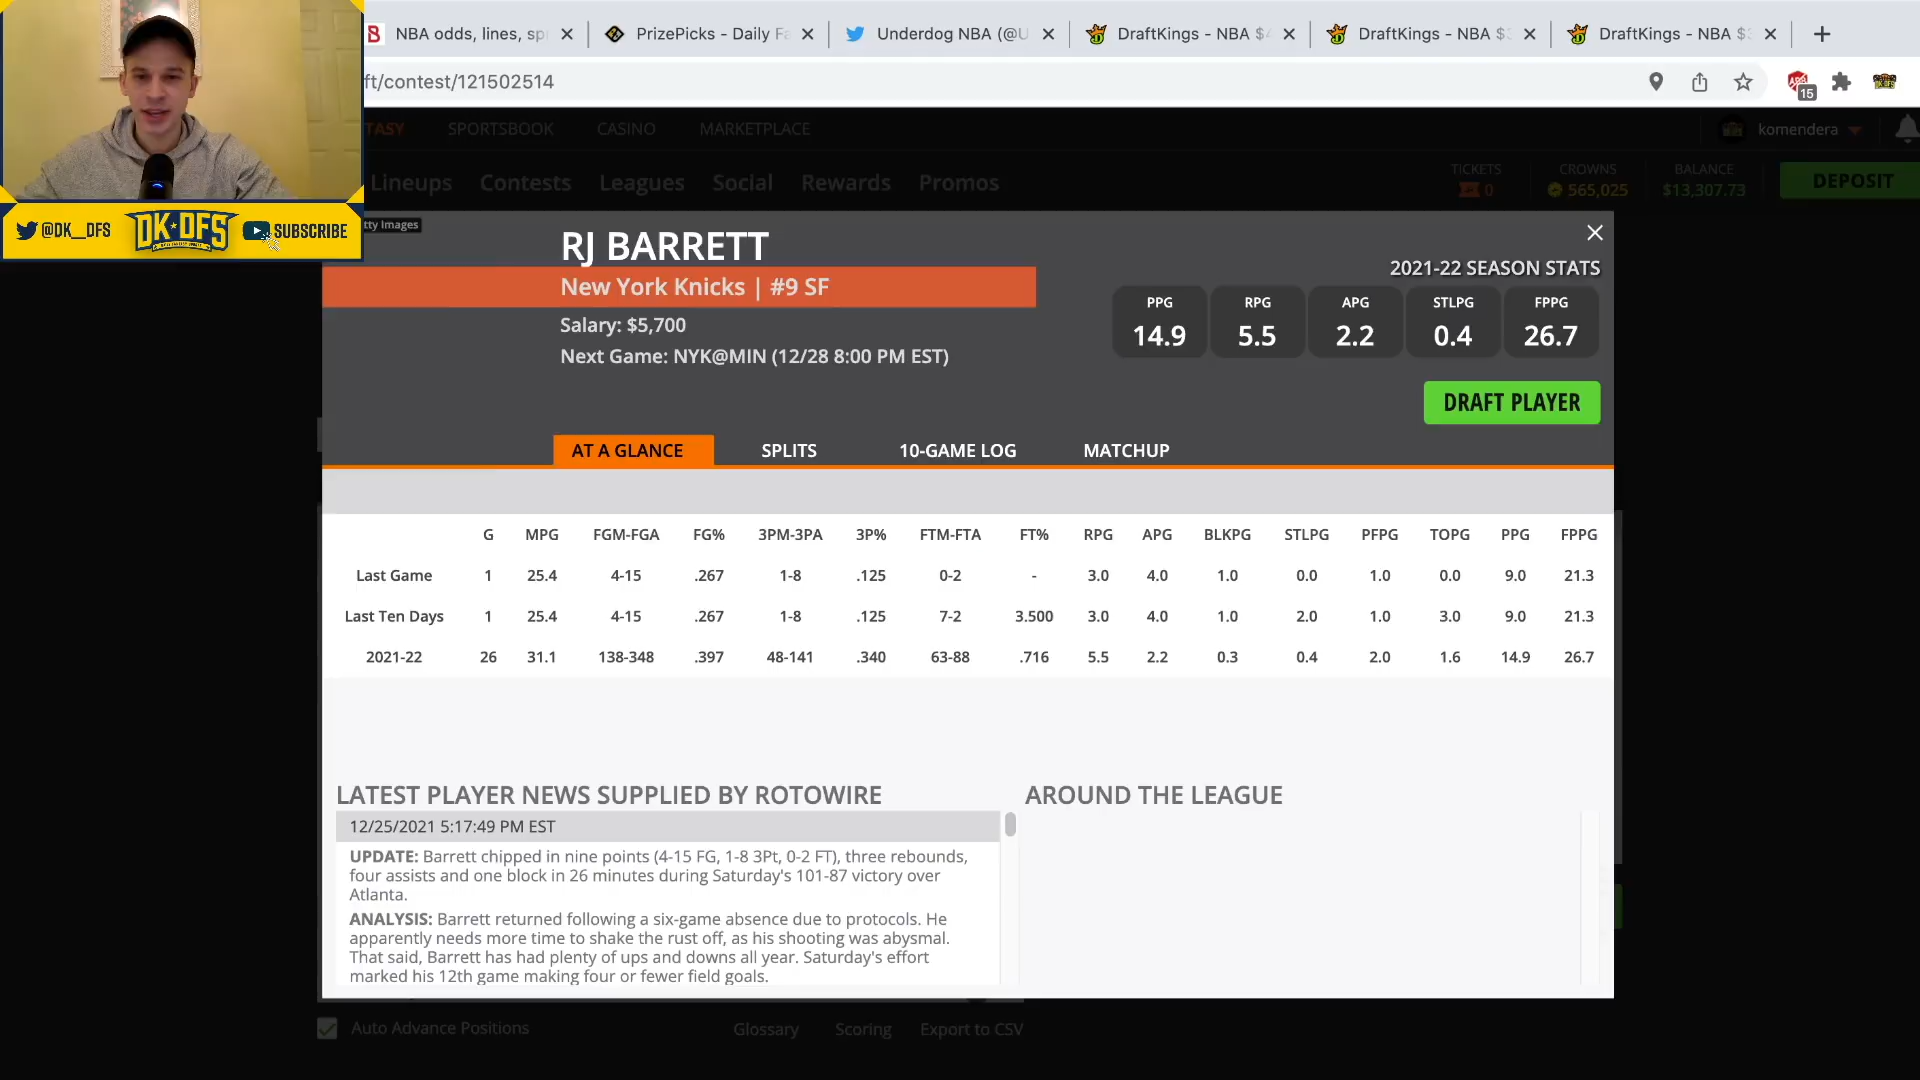 NBA odds, lines, sp
PrizePicks - Daily Fa
Underdog NBA (@U
DraftKings - NBA $
DraftKings - NBA $
DraftKings - NBA $
ft/contest/121502514
15
TASY
SPORTSBOOK
CASINO
MARKETPLACE
komendera
Lineups
Contests
Leagues
Social
Rewards
Promos
TICKETS
0
CROWNS
565,025
BALANCE
$13,307.73
DEPOSIT
@DK__DFS
DK DFS
SUBSCRIBE
tty Images
RJ BARRETT
New York Knicks | #9 SF
Salary: $5,700
Next Game: NYK@MIN (12/28 8:00 PM EST)
2021-22 SEASON STATS
PPG RPG APG STLPG FPPG
14.9 5.5 2.2 0.4 26.7
DRAFT PLAYER
AT A GLANCE SPLITS 10-GAME LOG MATCHUP
G MPG FGM-FGA FG% 3PM-3PA 3P% FTM-FTA FT% RPG APG BLKPG STLPG PFPG TOPG PPG FPPG
Last Game 1 25.4 4-15 .267 1-8 .125 0-2 - 3.0 4.0 1.0 0.0 1.0 0.0 9.0 21.3
Last Ten Days 1 25.4 4-15 .267 1-8 .125 7-2 3.500 3.0 4.0 1.0 2.0 1.0 3.0 9.0 21.3
2021-22 26 31.1 138-348 .397 48-141 .340 63-88 .716 5.5 2.2 0.3 0.4 2.0 1.6 14.9 26.7
LATEST PLAYER NEWS SUPPLIED BY ROTOWIRE
12/25/2021 5:17:49 PM EST
UPDATE: Barrett chipped in nine points (4-15 FG, 1-8 3Pt, 0-2 FT), three rebounds,
four assists and one block in 26 minutes during Saturday's 101-87 victory over
Atlanta.
ANALYSIS: Barrett returned following a six-game absence due to protocols. He
apparently needs more time to shake the rust off, as his shooting was abysmal.
That said, Barrett has had plenty of ups and downs all year. Saturday's effort
marked his 12th game making four or fewer field goals.
AROUND THE LEAGUE
Auto Advance Positions
Glossary
Scoring
Export to CSV